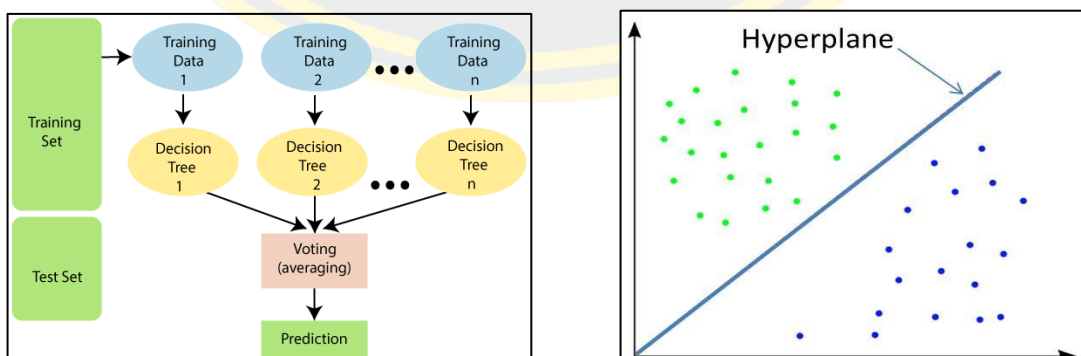 Training
Set
Test Set
Training
Data
1
Training
Data
2
Training
Data
n
Decision
Tree
1
Decision
Tree
2
Decision
Tree
n
Voting
(averaging)
Prediction
Hyperplane